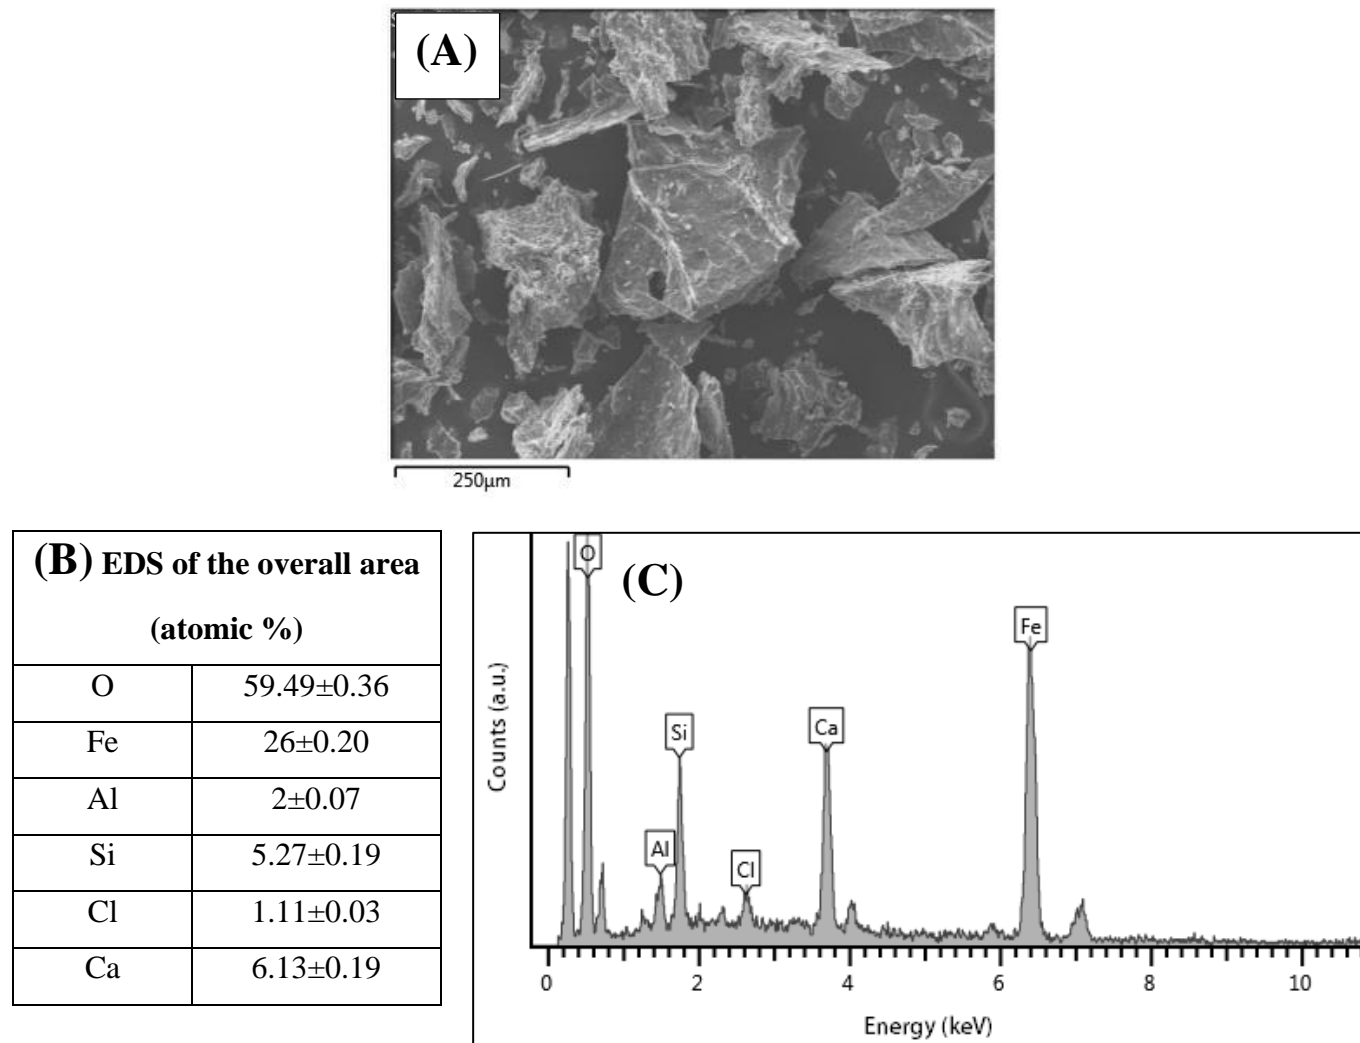 (A)
250µm
(B) EDS of the overall area
(atomic %)
O 59.49±0.36
Fe 26±0.20
Al 2±0.07
Si 5.27±0.19
Cl 1.11±0.03
Ca 6.13±0.19
(C)
O
Fe
Si
Ca
Al
Cl
Counts (a.u.)
0 2 4 6 8 10
Energy (keV)